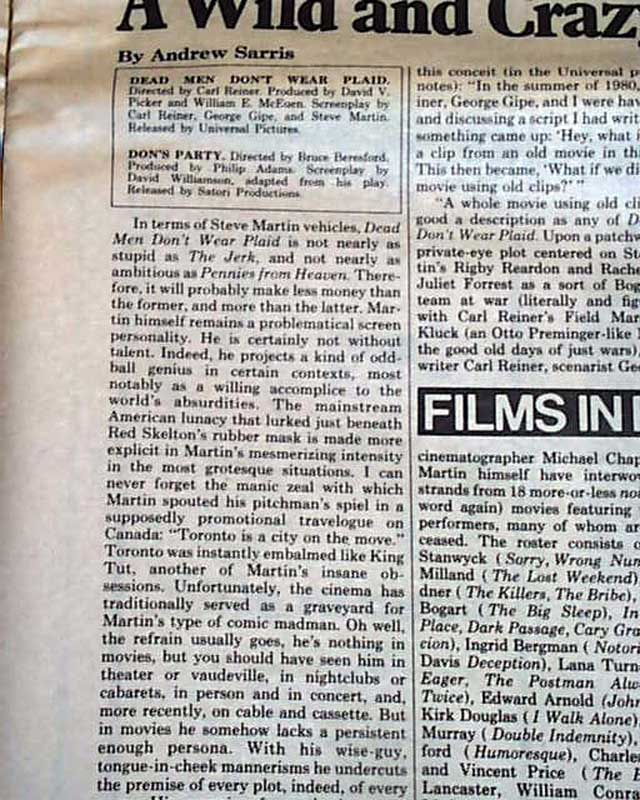 A Wild and Crazy
By Andrew Sarris
DEAD MEN DON'T WEAR PLAID.
Directed by Carl Reiner. Produced by David V.
Picker and William E. McEuen. Screenplay by
Carl Reiner, George Gipe, and Steve Martin.
Released by Universal Pictures.
DON'S PARTY. Directed by Bruce Beresford.
Produced by Philip Adams. Screenplay by
David Williamson, adapted from his play.
Released by Satori Productions.
In terms of Steve Martin vehicles, Dead
Men Don't Wear Plaid is not nearly as
stupid as The Jerk, and not nearly as
ambitious as Pennies from Heaven. There-
fore, it will probably make less money than
the former, and more than the latter. Mar-
tin himself remains a problematical screen
personality. He is certainly not without
talent. Indeed, he projects a kind of odd-
ball genius in certain contexts, most
notably as a willing accomplice to the
world's absurdities. The mainstream
American lunacy that lurked just beneath
Red Skelton's rubber mask is made more
explicit in Martin's mesmerizing intensity
in the most grotesque situations. I can
never forget the manic zeal with which
Martin spouted his pitchman's spiel in a
supposedly promotional travelogue on
Canada: "Toronto is a city on the move."
Toronto was instantly embalmed like King
Tut, another of Martin's insane ob-
sessions. Unfortunately, the cinema has
traditionally served as a graveyard for
Martin's type of comic madman. Oh well,
the refrain usually goes, he's nothing in
movies, but you should have seen him in
theater or vaudeville, in nightclubs or
cabarets, in person and in concert, and,
more recently, on cable and cassette. But
in movies he somehow lacks a persistent
enough persona. With his wise-guy,
tongue-in-cheek mannerisms he undercuts
the premise of every plot, indeed, of every
this conceit (in the Universal p
notes): "In the summer of 1980,
iner, George Gipe, and I were hav
and discussing a script I had writ
something came up: 'Hey, what i
a clip from an old movie in thi
This then became, 'What if we di
movie using old clips?' "
"A whole movie using old cli
good a description as any of D
Don't Wear Plaid. Upon a patchw
private-eye plot centered on Ste
tin's Rigby Reardon and Rache
Juliet Forrest as a sort of Bog
team at war (literally and fig
with Carl Reiner's Field Mar
Kluck (an Otto Preminger-like
the good old days of just wars)
writer Carl Reiner, scenarist Geo
FILMS IN
cinematographer Michael Chap
Martin himself have interwov
strands from 18 more-or-less no
word again) movies featuring
performers, many of whom ar
ceased. The roster consists o
Stanwyck (Sorry, Wrong Num
Milland (The Lost Weekend)
dner (The Killers, The Bribe),
Bogart (The Big Sleep), In
Place, Dark Passage, Cary Gra
cion), Ingrid Bergman (Notori
Davis Deception), Lana Turn
Eager, The Postman Alw
Twice), Edward Arnold (John
Kirk Douglas (I Walk Alone)
Murray (Double Indemnity),
ford (Humoresque), Charle
and Vincent Price (The
Lancaster, William Conra